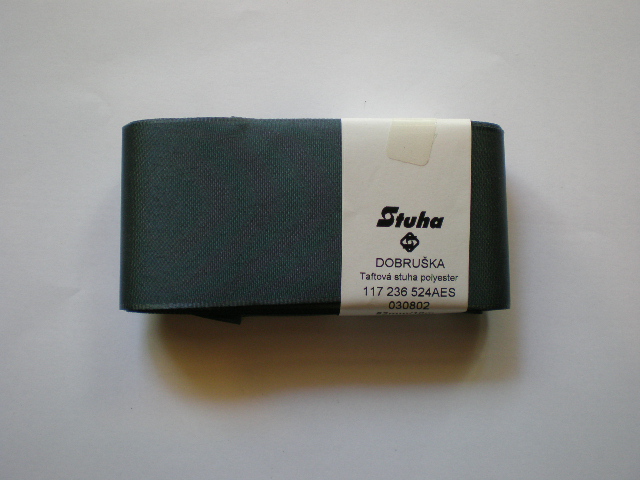 Stuha
DOBRUŠKA
Taftová stuha polyester
117 236 524AES
030802